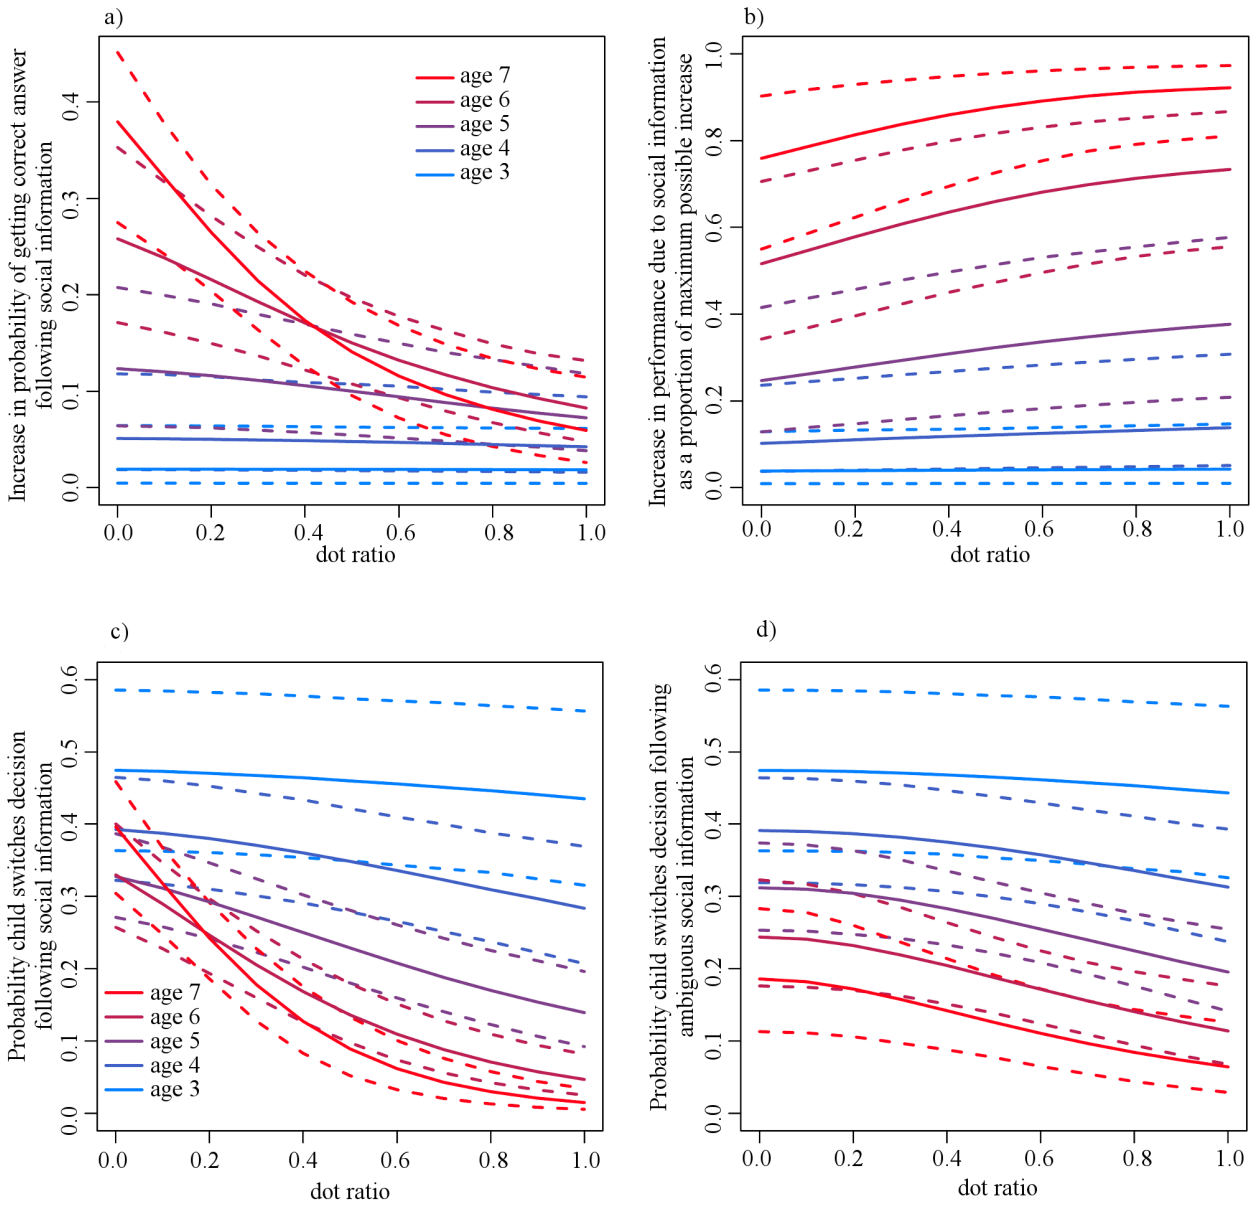 a)
Increase in probability of getting correct answer
following social information
0.0 0.1 0.2 0.3 0.4
age 7
age 6
age 5
age 4
age 3
0.0 0.2 0.4 0.6 0.8 1.0
dot ratio
b)
Increase in performance due to social information
as a proportion of maximum possible increase
0.0 0.2 0.4 0.6 0.8 1.0
0.0 0.2 0.4 0.6 0.8 1.0
dot ratio
c)
Probability child switches decision
following social information
0.0 0.1 0.2 0.3 0.4 0.5 0.6
age 7
age 6
age 5
age 4
age 3
0.0 0.2 0.4 0.6 0.8 1.0
dot ratio
d)
Probability child switches decision following
ambiguous social information
0.0 0.1 0.2 0.3 0.4 0.5 0.6
0.0 0.2 0.4 0.6 0.8 1.0
dot ratio